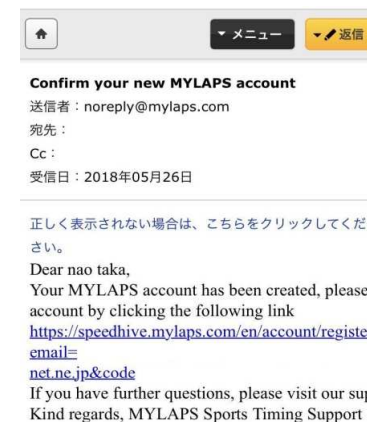 メニュー
返信
Confirm your new MYLAPS account
送信者：noreply@mylaps.com
宛先：
Cc：
受信日：2018年05月26日
正しく表示されない場合は、こちらをクリックしてくだ
さい。
Dear nao taka,
Your MYLAPS account has been created, please
account by clicking the following link
https://speedhive.mylaps.com/en/account/registe
email=
net.ne.jp&code
If you have further questions, please visit our sup
Kind regards, MYLAPS Sports Timing Support